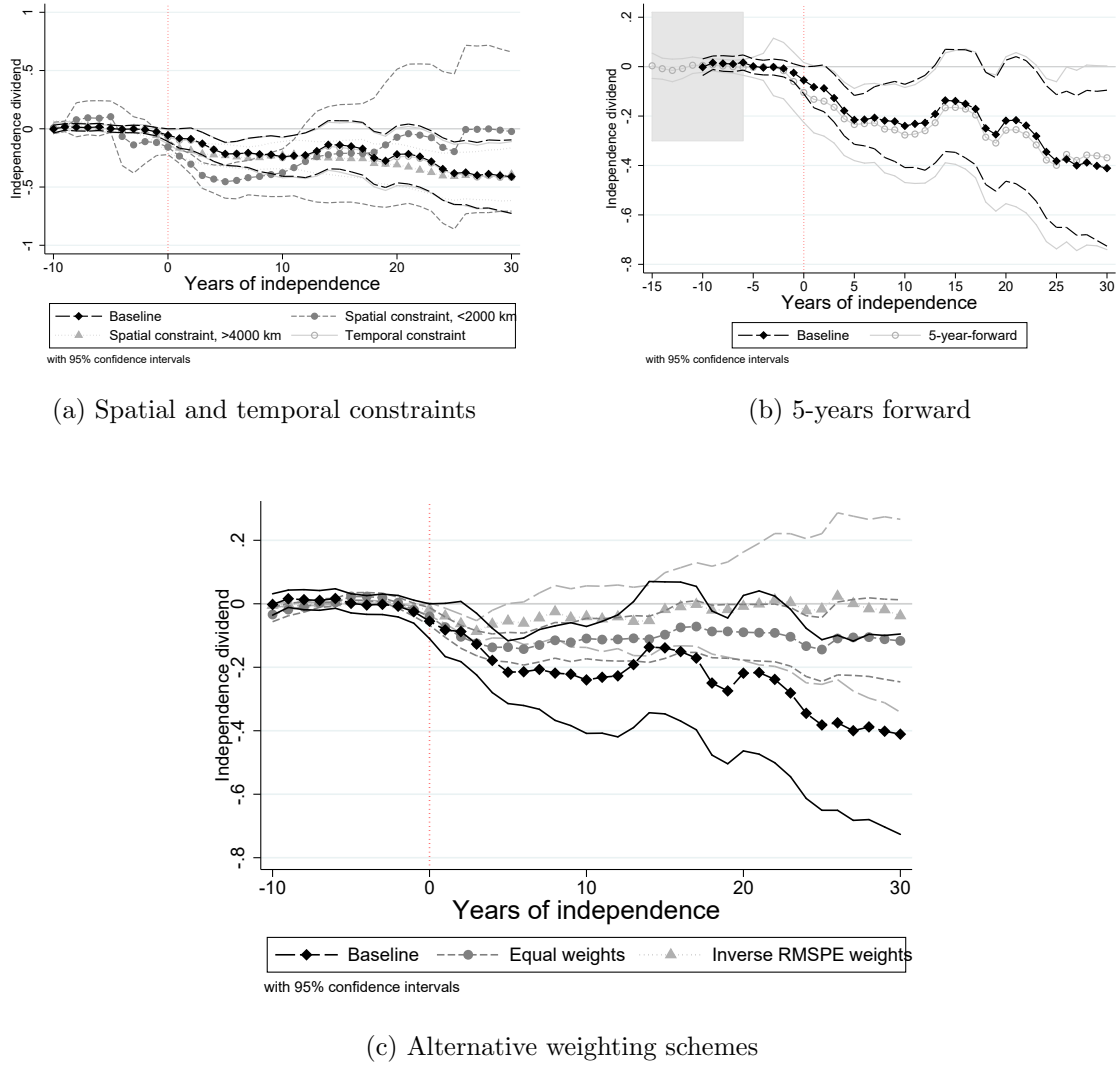 1
.5
0
-.5
-1
Independence dividend
-10
0
10
20
30
Years of independence
Baseline
Spatial constraint, <2000 km
Spatial constraint, >4000 km
Temporal constraint
with 95% confidence intervals
(a) Spatial and temporal constraints
.2
0
-.2
-.4
-.6
-.8
Independence dividend
-15
-10
-5
0
5
10
15
20
25
30
Years of independence
Baseline
5-year-forward
with 95% confidence intervals
(b) 5-years forward
.2
0
-.2
-.4
-.6
-.8
Independence dividend
-10
0
10
20
30
Years of independence
Baseline
Equal weights
Inverse RMSPE weights
with 95% confidence intervals
(c) Alternative weighting schemes